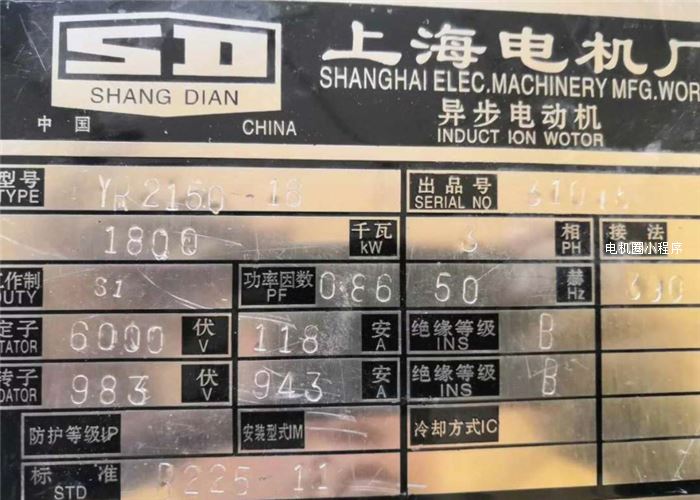 SD
SHANG DIAN
中 国 CHINA
上海电机厂
SHANGHAI ELEC.MACHINERY MFG.WOR
异步电动机
INDUCT ION WOTOR
型号 TYPE YR2150-18 出品号 SERIAL NO
1800 千瓦 kW 3 相 PH 接法
电机圈小程序
工作制 DUTY S1 功率因数 PF 0.86 50 赫 Hz
定子 TATOR 6000 伏 V 118 安 A 绝缘等级 INS B
转子 OATOR 983 伏 V 943 安 A 绝缘等级 INS B
防护等级IP 安装型式IM 冷却方式IC
标 准 STD